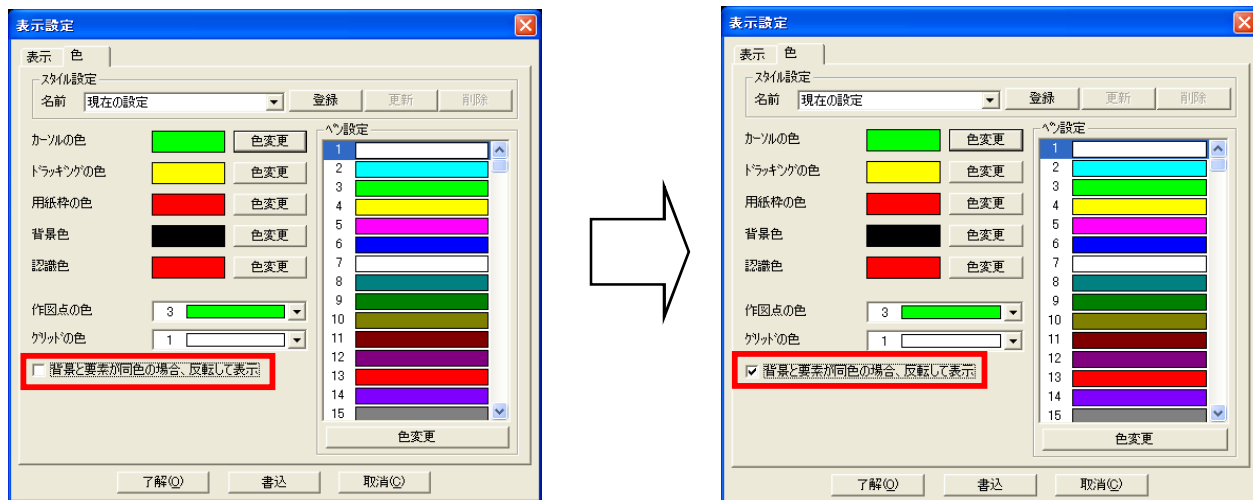 表示設定
表示 色
スタイル設定
名前 現在の設定 登録 更新 削除
カーソルの色 色変更
ドラッキングの色 色変更
用紙枠の色 色変更
背景色 色変更
認識色 色変更
作図点の色 3
グリッドの色 1
背景と要素が同色の場合、反転して表示
ペン設定
1
2
3
4
5
6
7
8
9
10
11
12
13
14
15
色変更
了解(O) 書込 取消(C)
表示設定
表示 色
スタイル設定
名前 現在の設定 登録 更新 削除
カーソルの色 色変更
ドラッキングの色 色変更
用紙枠の色 色変更
背景色 色変更
認識色 色変更
作図点の色 3
グリッドの色 1
背景と要素が同色の場合、反転して表示
ペン設定
1
2
3
4
5
6
7
8
9
10
11
12
13
14
15
色変更
了解(O) 書込 取消(C)